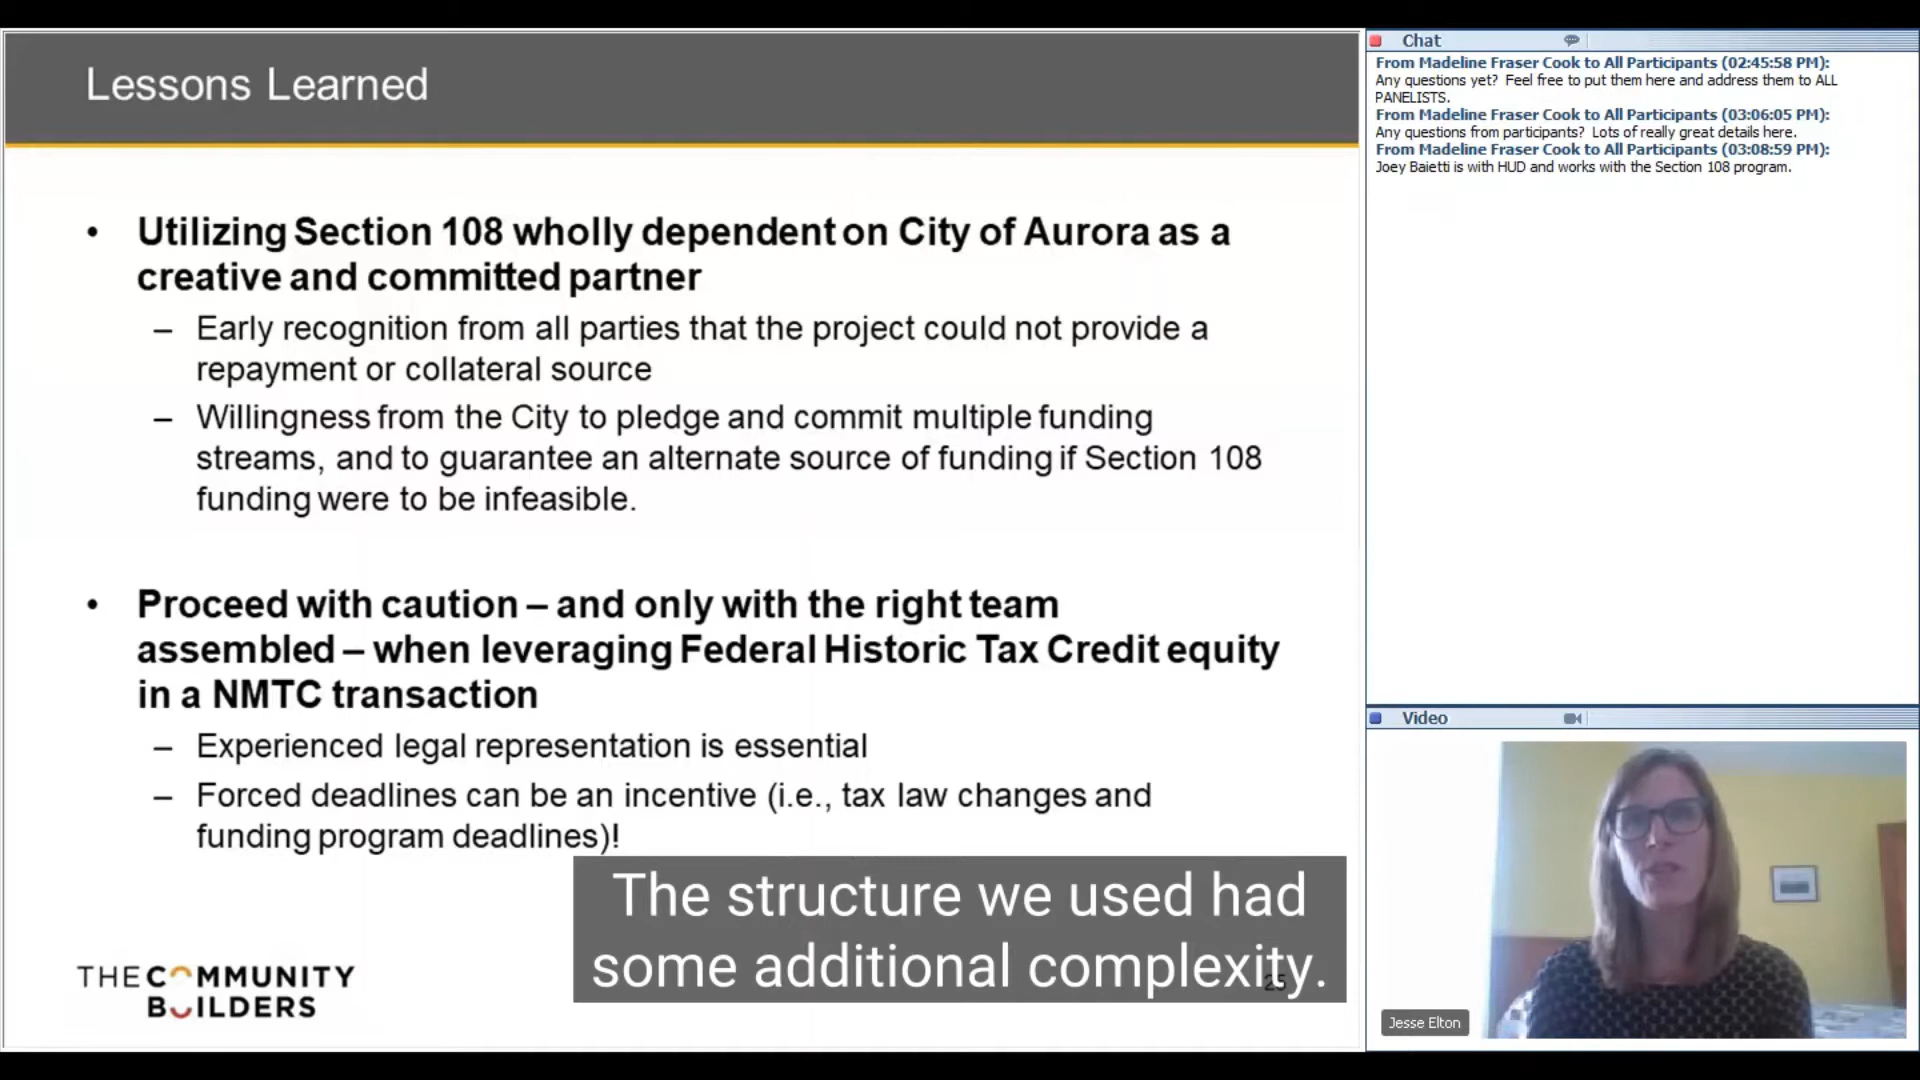 Lessons Learned
• Utilizing Section 108 wholly dependent on City of Aurora as a
creative and committed partner
– Early recognition from all parties that the project could not provide a
repayment or collateral source
– Willingness from the City to pledge and commit multiple funding
streams, and to guarantee an alternate source of funding if Section 108
funding were to be infeasible.
• Proceed with caution – and only with the right team
assembled – when leveraging Federal Historic Tax Credit equity
in a NMTC transaction
– Experienced legal representation is essential
– Forced deadlines can be an incentive (i.e., tax law changes and
funding program deadlines)!
The structure we used had
some additional complexity.
THE COMMUNITY
BUILDERS
25
Chat
From Madeline Fraser Cook to All Participants (02:45:58 PM):
Any questions yet? Feel free to put them here and address them to ALL
PANELISTS.
From Madeline Fraser Cook to All Participants (03:06:05 PM):
Any questions from participants? Lots of really great details here.
From Madeline Fraser Cook to All Participants (03:08:59 PM):
Joey Baietti is with HUD and works with the Section 108 program.
Video
Jesse Elton